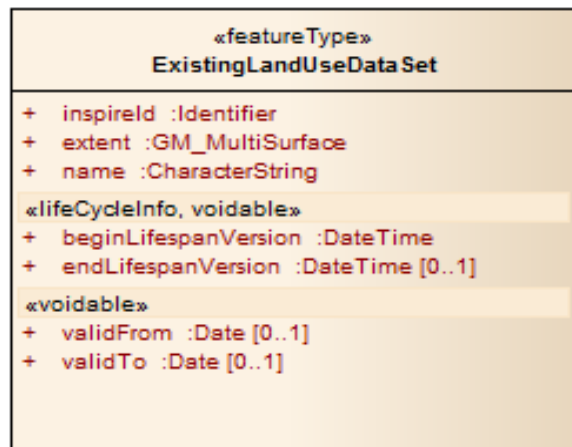 «featureType»
ExistingLandUseDataSet
+ inspireId :Identifier
+ extent :GM_MultiSurface
+ name :CharacterString
«lifeCycleInfo, voidable»
+ beginLifespanVersion :DateTime
+ endLifespanVersion :DateTime [0..1]
«voidable»
+ validFrom :Date [0..1]
+ validTo :Date [0..1]